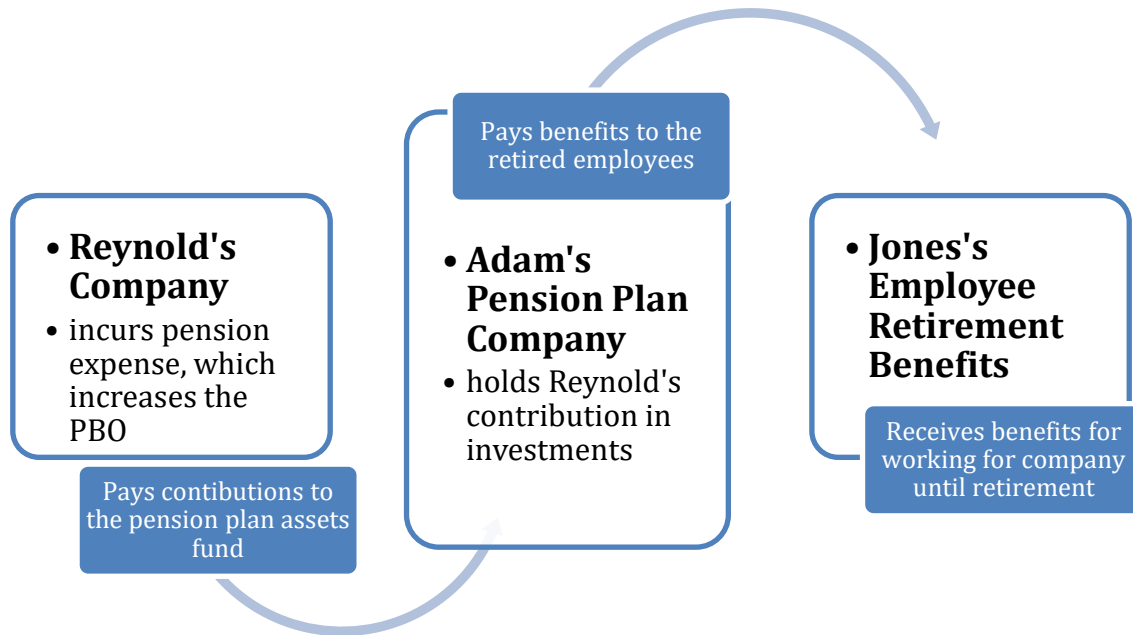 • Reynold's
Company
• incurs pension
expense, which
increases the
PBO
Pays contibutions to
the pension plan assets
fund
Pays benefits to the
retired employees
• Adam's
Pension Plan
Company
• holds Reynold's
contribution in
investments
• Jones's
Employee
Retirement
Benefits
Receives benefits for
working for company
until retirement